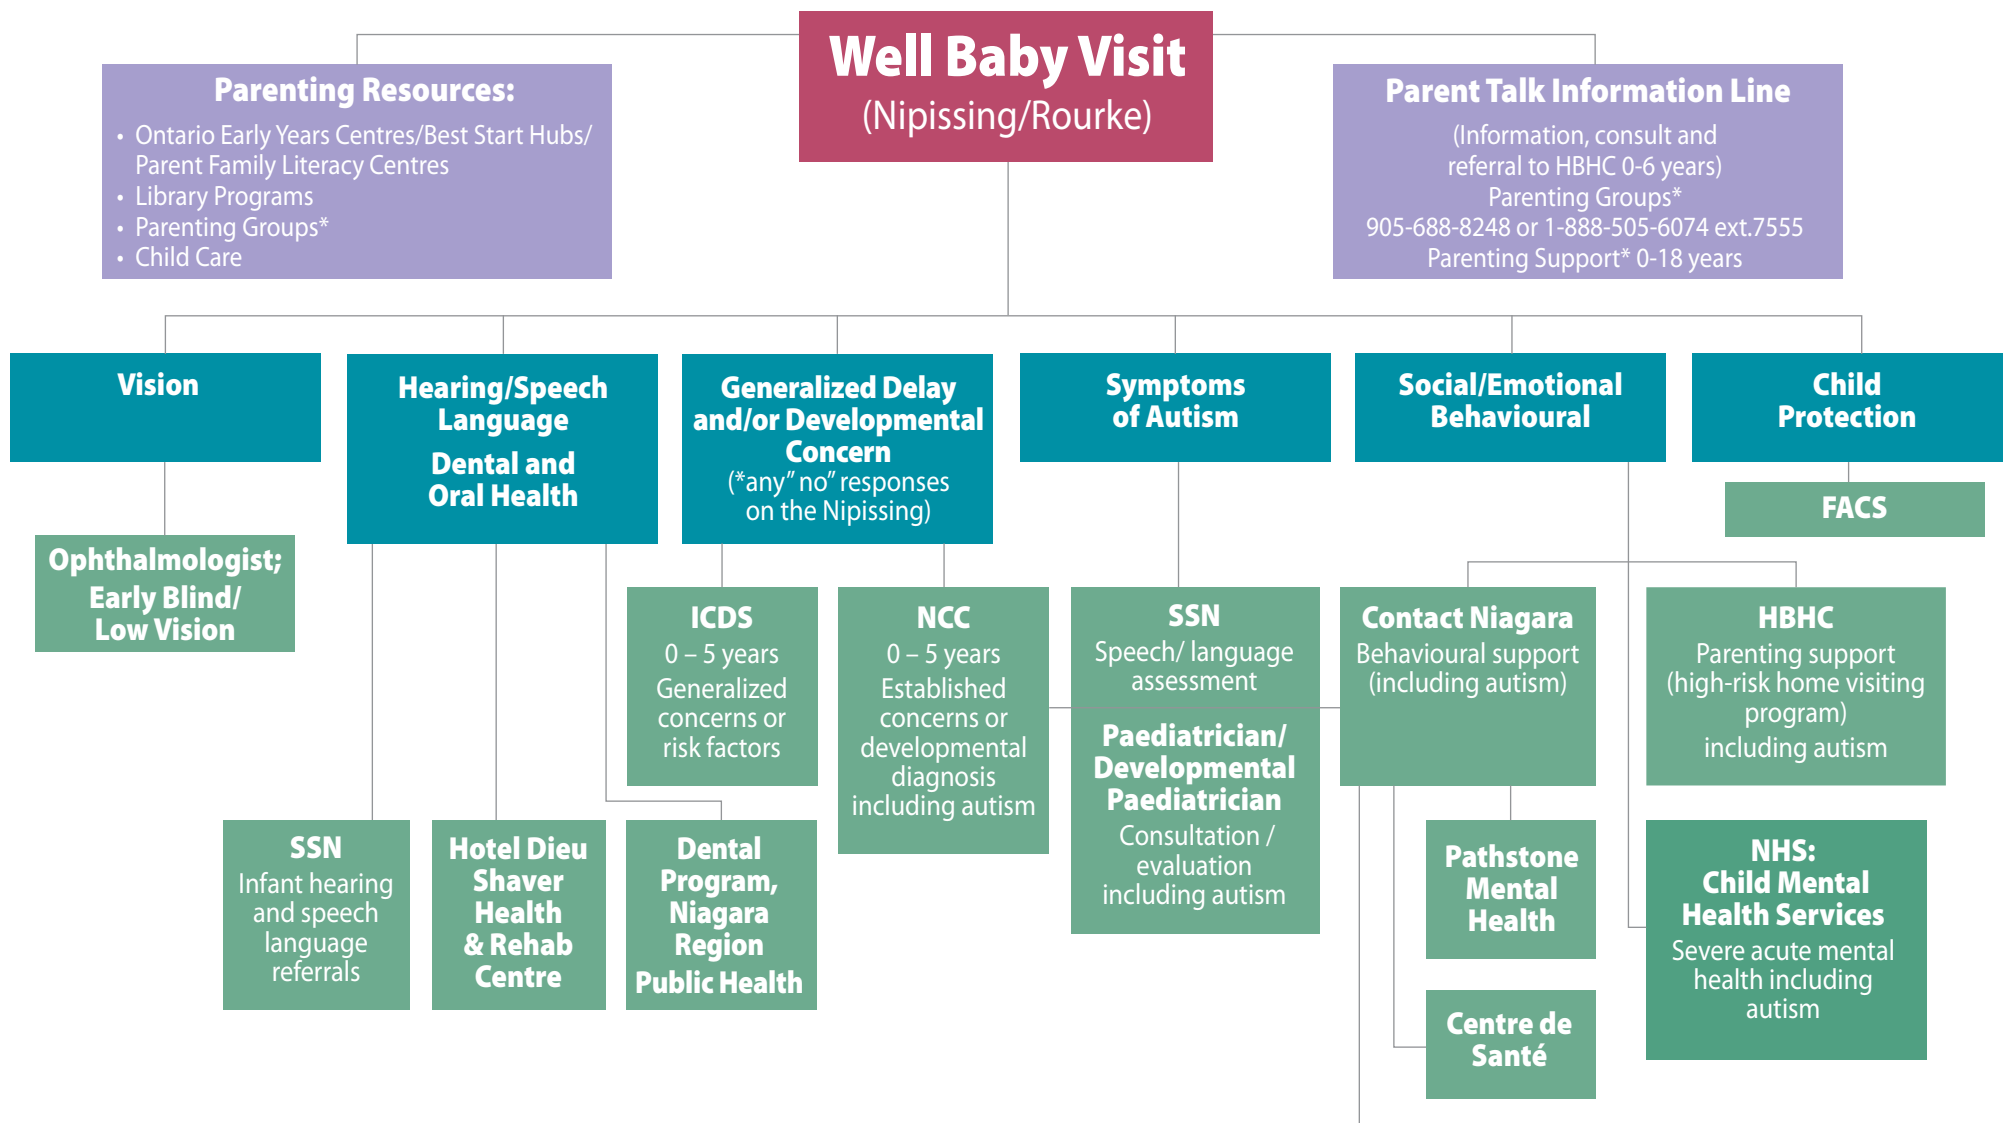 Well Baby Visit
(Nipissing/Rourke)
Parenting Resources:
• Ontario Early Years Centres/Best Start Hubs/
Parent Family Literacy Centres
• Library Programs
• Parenting Groups*
• Child Care
Parent Talk Information Line
(Information, consult and
referral to HBHC 0-6 years)
Parenting Groups*
905-688-8248 or 1-888-505-6074 ext.7555
Parenting Support* 0-18 years
Vision
Hearing/Speech
Language
Dental and
Oral Health
Generalized Delay
and/or Developmental
Concern
(*any” no” responses
on the Nipissing)
Symptoms
of Autism
Social/Emotional
Behavioural
Child
Protection
FACS
Ophthalmologist;
Early Blind/
Low Vision
ICDS
0 – 5 years
Generalized
concerns or
risk factors
NCC
0 – 5 years
Established
concerns or
developmental
diagnosis
including autism
SSN
Speech/ language
assessment
Paediatrician/
Developmental
Paediatrician
Consultation /
evaluation
including autism
Contact Niagara
Behavioural support
(including autism)
HBHC
Parenting support
(high-risk home visiting
program)
including autism
SSN
Infant hearing
and speech
language
referrals
Hotel Dieu
Shaver
Health
& Rehab
Centre
Dental
Program,
Niagara
Region
Public Health
Pathstone
Mental
Health
NHS:
Child Mental
Health Services
Severe acute mental
health including
autism
Centre de
Santé